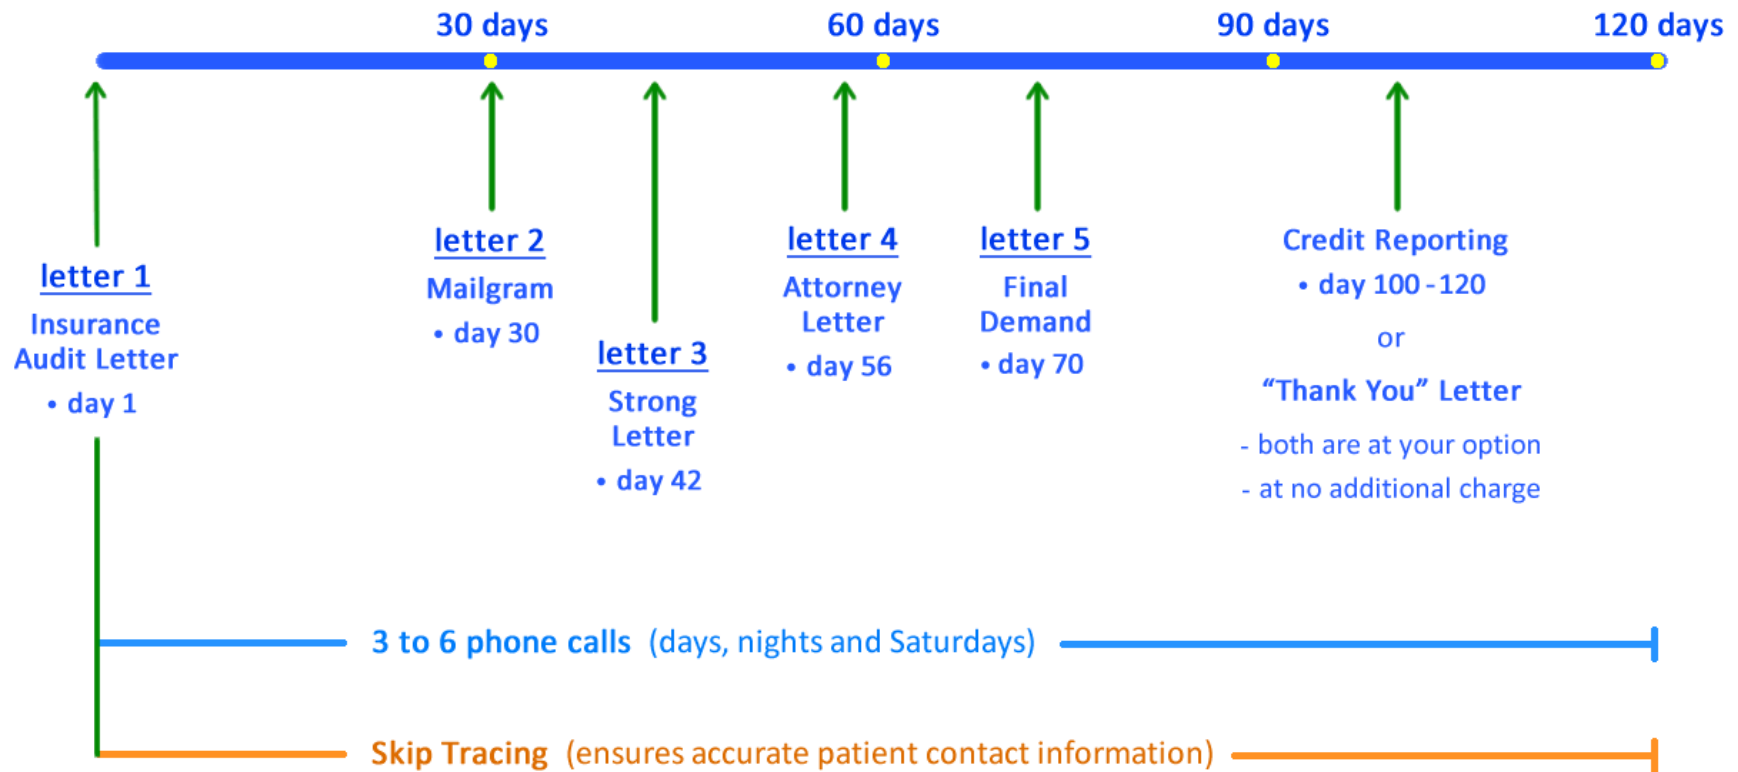 30 days
60 days
90 days
120 days
letter 1
Insurance
Audit Letter
• day 1
letter 2
Mailgram
• day 30
letter 3
Strong
Letter
• day 42
letter 4
Attorney
Letter
• day 56
letter 5
Final
Demand
• day 70
Credit Reporting
• day 100 - 120
or
“Thank You” Letter
- both are at your option
- at no additional charge
3 to 6 phone calls (days, nights and Saturdays)
Skip Tracing (ensures accurate patient contact information)